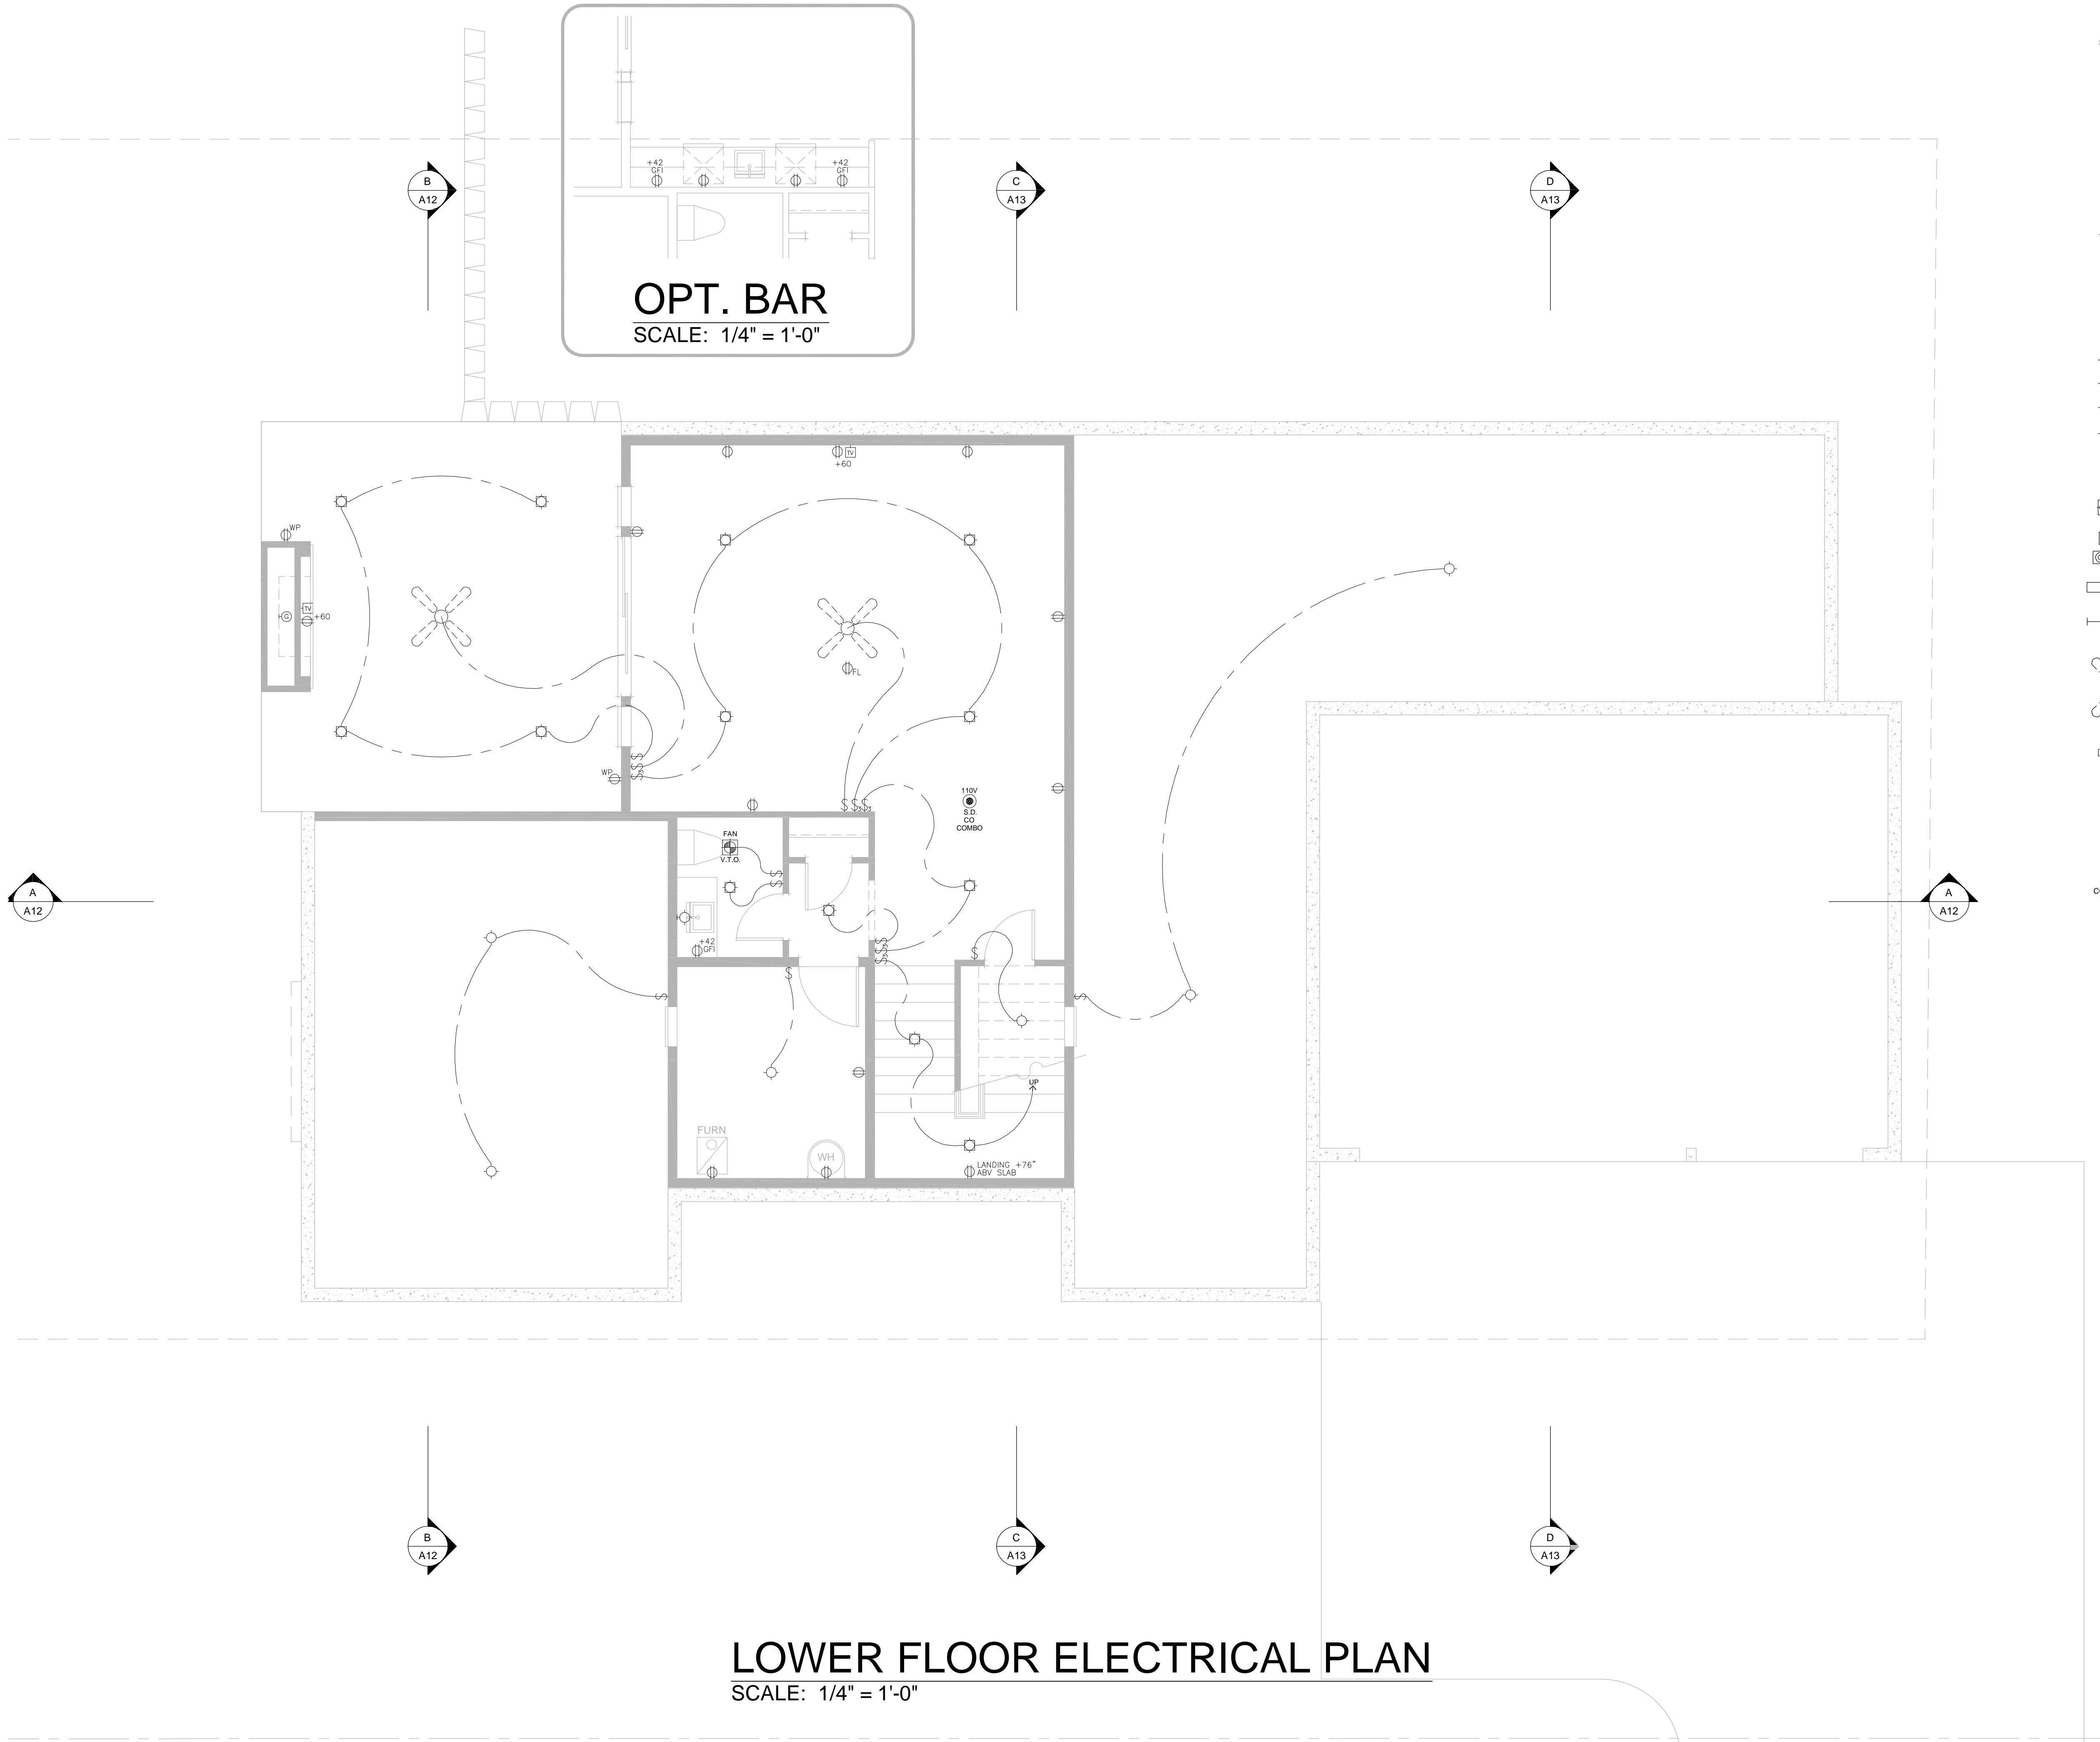 +42
GFI
+42
GFI
OPT. BAR
SCALE: 1/4" = 1'-0"
B
A12
C
A13
D
A13
TV
+60
WP
TV
+60
G
FL
WP
110V
S.D.
CO
COMBO
FAN
V.T.O.
A
A12
A
A12
+42
GFI
$
$
$
3
3
$
$
UP
FURN
WH
LANDING +76"
ABV SLAB
B
A12
C
A13
D
A13
LOWER FLOOR ELECTRICAL PLAN
SCALE: 1/4" = 1'-0"